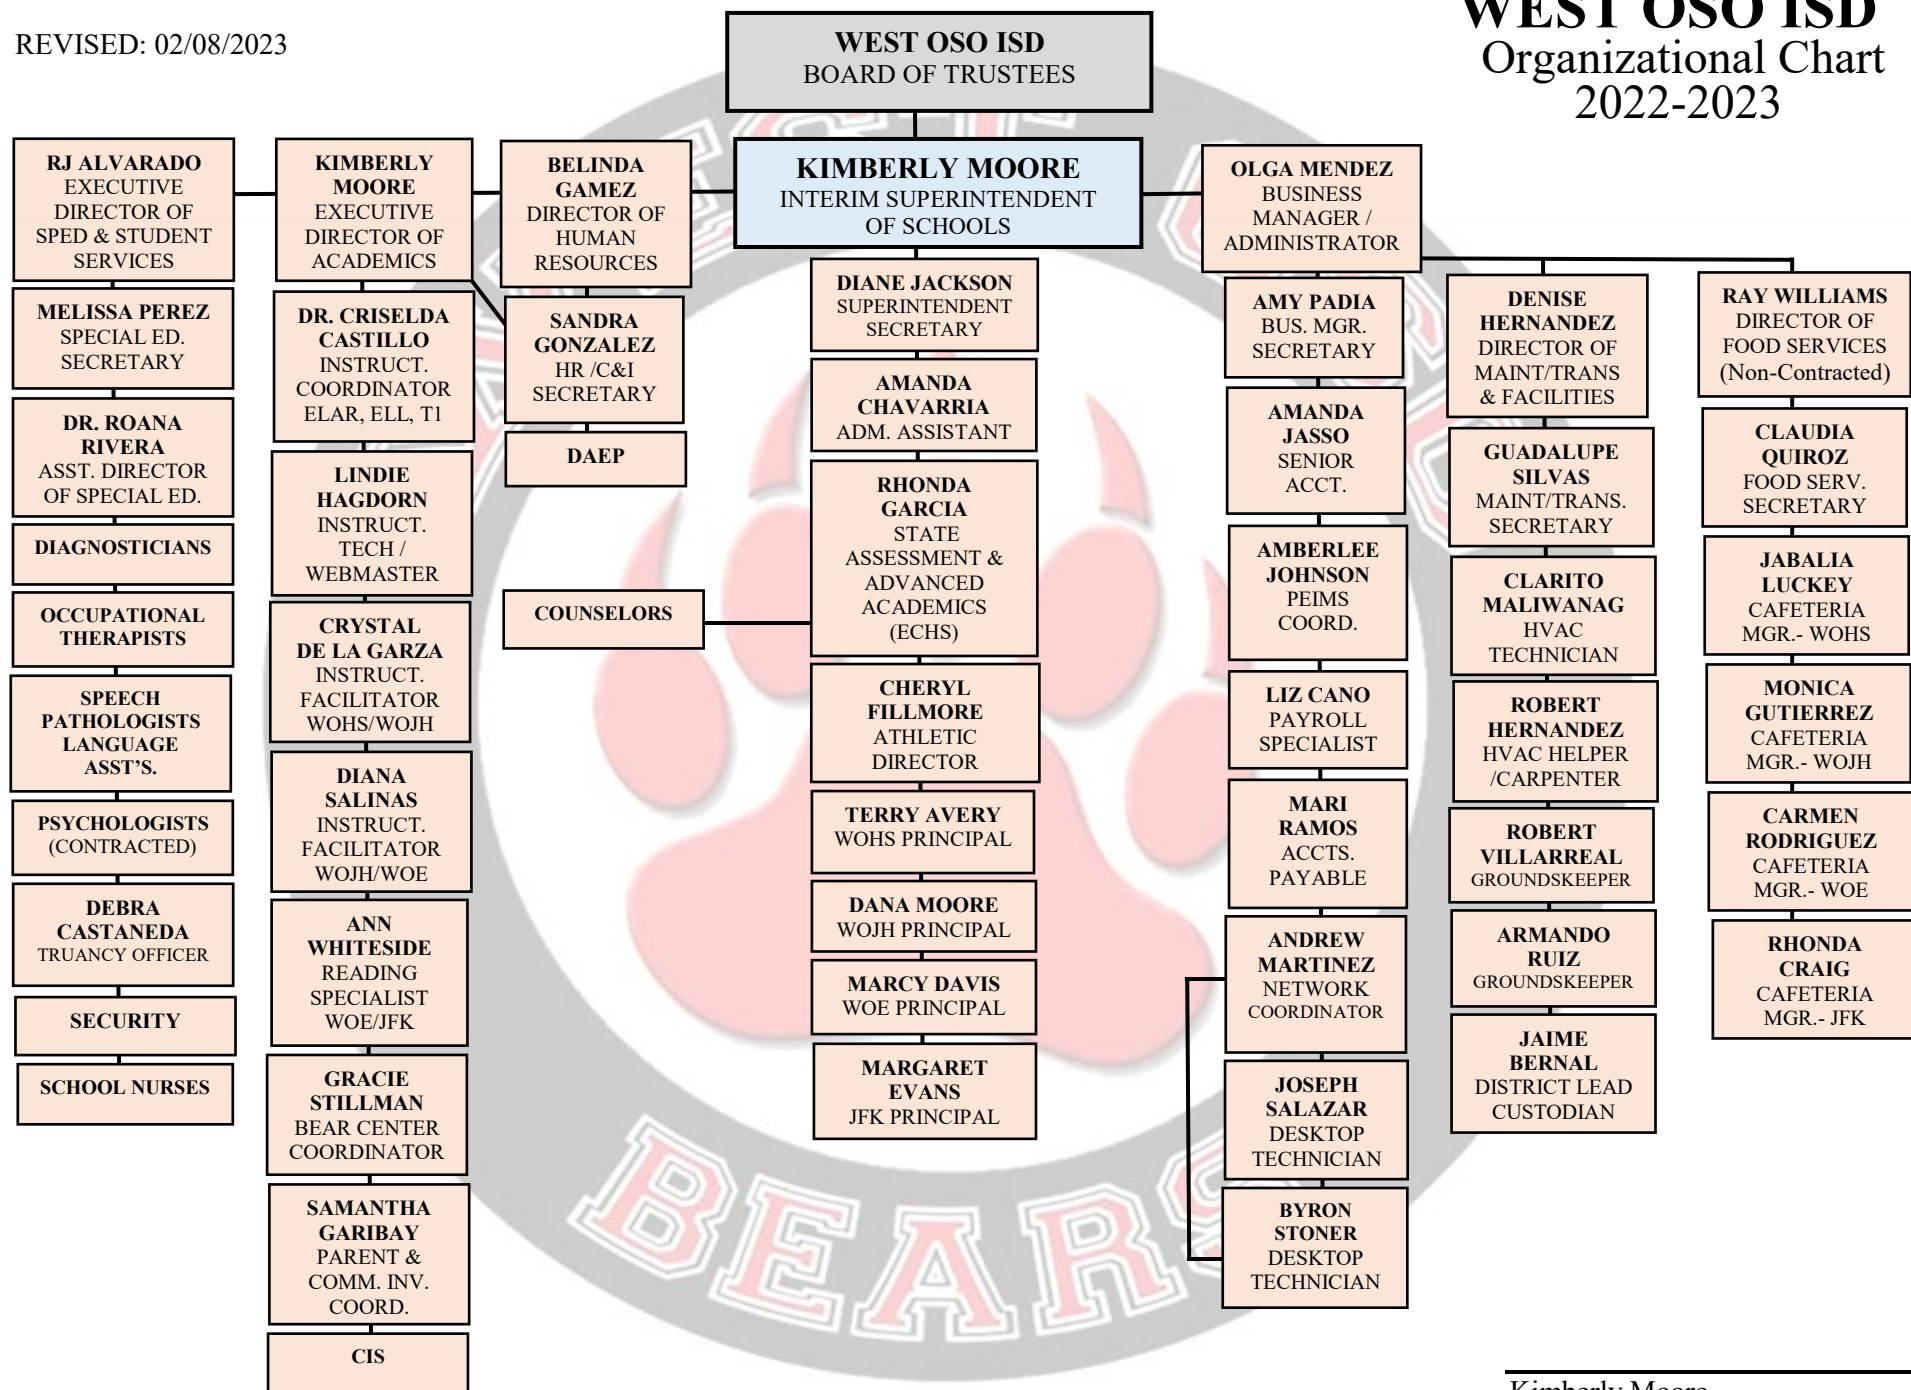 REVISED: 02/08/2023
WEST OSO ISD
BOARD OF TRUSTEES
WEST OSO ISD
Organizational Chart
2022-2023
RJ ALVARADO
EXECUTIVE
DIRECTOR OF
SPED & STUDENT
SERVICES
MELISSA PEREZ
SPECIAL ED.
SECRETARY
DR. ROANA
RIVERA
ASST. DIRECTOR
OF SPECIAL ED.
DIAGNOSTICIANS
OCCUPATIONAL
THERAPISTS
SPEECH
PATHOLOGISTS
LANGUAGE
ASST'S.
PSYCHOLOGISTS
(CONTRACTED)
DEBRA
CASTANEDA
TRUANCY OFFICER
SECURITY
SCHOOL NURSES
KIMBERLY
MOORE
EXECUTIVE
DIRECTOR OF
ACADEMICS
DR. CRISELDA
CASTILLO
INSTRUCT.
COORDINATOR
ELAR, ELL, T1
LINDIE
HAGDORN
INSTRUCT.
TECH /
WEBMASTER
CRYSTAL
DE LA GARZA
INSTRUCT.
FACILITATOR
WOHS/WOJH
DIANA
SALINAS
INSTRUCT.
FACILITATOR
WOJH/WOE
ANN
WHITESIDE
READING
SPECIALIST
WOE/JFK
GRACIE
STILLMAN
BEAR CENTER
COORDINATOR
SAMANTHA
GARIBAY
PARENT &
COMM. INV.
COORD.
CIS
BELINDA
GAMEZ
DIRECTOR OF
HUMAN
RESOURCES
SANDRA
GONZALEZ
HR /C&I
SECRETARY
DAEP
COUNSELORS
KIMBERLY MOORE
INTERIM SUPERINTENDENT
OF SCHOOLS
DIANE JACKSON
SUPERINTENDENT
SECRETARY
AMANDA
CHAVARRIA
ADM. ASSISTANT
RHONDA
GARCIA
STATE
ASSESSMENT &
ADVANCED
ACADEMICS
(ECHS)
CHERYL
FILLMORE
ATHLETIC
DIRECTOR
TERRY AVERY
WOHS PRINCIPAL
DANA MOORE
WOJH PRINCIPAL
MARCY DAVIS
WOE PRINCIPAL
MARGARET
EVANS
JFK PRINCIPAL
OLGA MENDEZ
BUSINESS
MANAGER /
ADMINISTRATOR
AMY PADIA
BUS. MGR.
SECRETARY
AMANDA
JASSO
SENIOR
ACCT.
AMBERLEE
JOHNSON
PEIMS
COORD.
LIZ CANO
PAYROLL
SPECIALIST
MARI
RAMOS
ACCTS.
PAYABLE
ANDREW
MARTINEZ
NETWORK
COORDINATOR
JOSEPH
SALAZAR
DESKTOP
TECHNICIAN
BYRON
STONER
DESKTOP
TECHNICIAN
DENISE
HERNANDEZ
DIRECTOR OF
MAINT/TRANS
& FACILITIES
GUADALUPE
SILVAS
MAINT/TRANS.
SECRETARY
CLARITO
MALIWANAG
HVAC
TECHNICIAN
ROBERT
HERNANDEZ
HVAC HELPER
/CARPENTER
ROBERT
VILLARREAL
GROUNDSKEEPER
ARMANDO
RUIZ
GROUNDSKEEPER
JAIME
BERNAL
DISTRICT LEAD
CUSTODIAN
RAY WILLIAMS
DIRECTOR OF
FOOD SERVICES
(Non-Contracted)
CLAUDIA
QUIROZ
FOOD SERV.
SECRETARY
JABALIA
LUCKEY
CAFETERIA
MGR.- WOHS
MONICA
GUTIERREZ
CAFETERIA
MGR.- WOJH
CARMEN
RODRIGUEZ
CAFETERIA
MGR.- WOE
RHONDA
CRAIG
CAFETERIA
MGR.- JFK
BEARS
Kimberly Moore